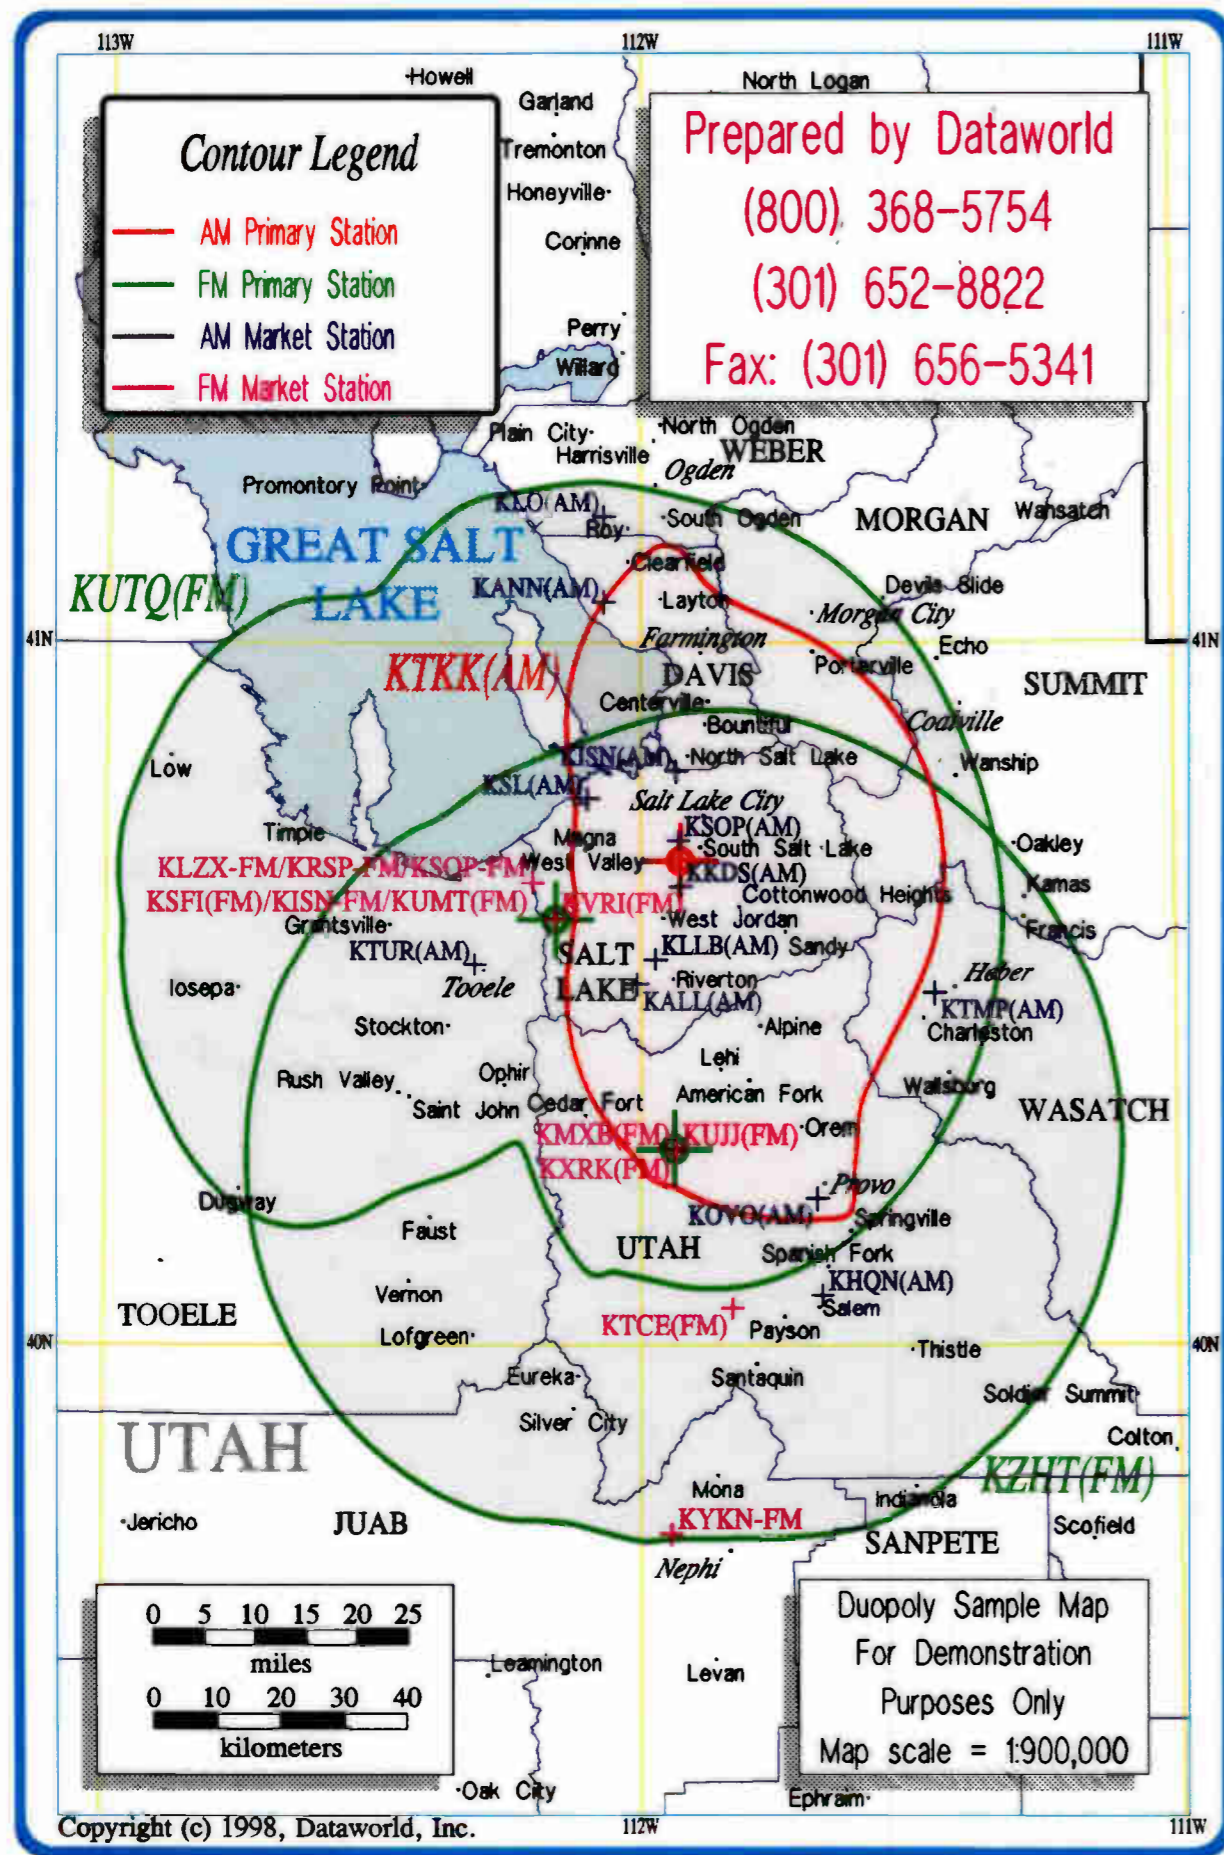 113W
112W
111W
Howell
North Logan
Garland
Tremonton
Honeyville
Corinne
Perry
Willard
Contour Legend
AM Primary Station
FM Primary Station
AM Market Station
FM Market Station
Prepared by Dataworld
(800) 368-5754
(301) 652-8822
Fax: (301) 656-5341
Plain City
North Ogden
Harrisville
WEBER
Ogden
Promontory Point
KLO(AM)
South Ogden
MORGAN
Wahsatch
Roy
GREAT SALT
LAKE
Clearfield
KUTQ(FM)
KANN(AM)
Layton
Devils Slide
Morgan City
41N
Farmington
Echo
41N
KTKK(AM)
DAVIS
Porterville
SUMMIT
Centerville
Bountiful
Coalville
Low
KISN(AM)
North Salt Lake
Wanship
KSL(AM)
Salt Lake City
Timpie
Magna
KSOP(AM)
South Salt Lake
Oakley
KLZX-FM/KRSP-FM/KSOP-FM
West Valley
KKDS(AM)
Kamas
KSFI(FM)/KISN-FM/KUMT(FM)
KVRI(FM)
Cottonwood Heights
Grantsville
West Jordan
Francis
KTUR(AM)
SALT
LAKE
KLLB(AM)
Sandy
Iosepa
Tooele
Riverton
Heber
KALL(AM)
KTMP(AM)
Stockton
Alpine
Charleston
Lehi
Rush Valley
Ophir
American Fork
Wallsburg
Saint John
Cedar Fort
WASATCH
KMXB(FM)
KUJJ(FM)
Orem
KXRK(FM)
Dugway
Provo
KOVO(AM)
Springville
Faust
UTAH
Spanish Fork
Vernon
KHQN(AM)
TOOELE
Salem
KTCE(FM)
Payson
40N
Lofgreen
Thistle
40N
Eureka
Santaquin
Soldier Summit
Silver City
UTAH
Colton
KZHT(FM)
Mona
Indianola
Jericho
JUAB
KYKN-FM
Scofield
SANPETE
Nephi
0 5 10 15 20 25
miles
0 10 20 30 40
kilometers
Leamington
Levan
Duopoly Sample Map
For Demonstration
Purposes Only
Map scale = 1:900,000
Oak City
Ephraim
Copyright (c) 1998, Dataworld, Inc.
112W
111W